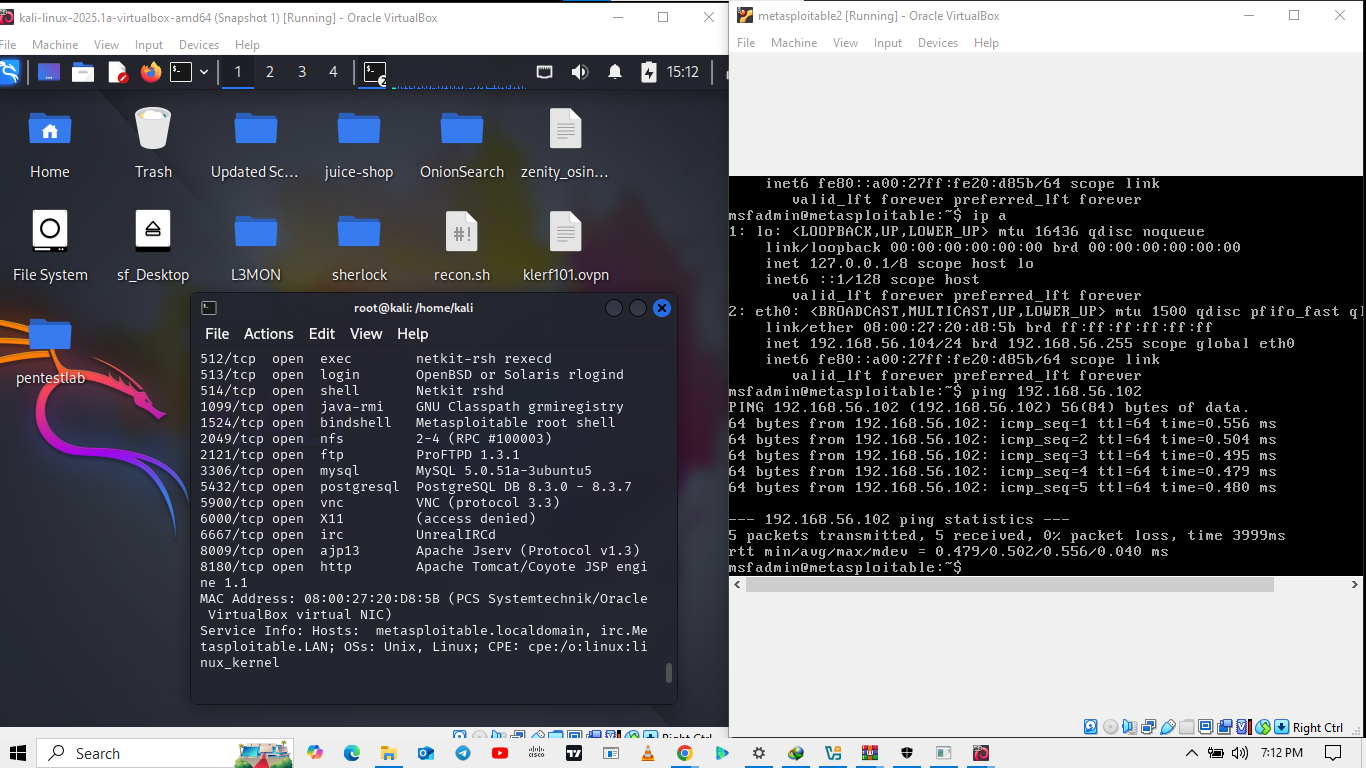 kali-linux-2025.1a-virtualbox-amd64 (Snapshot 1) [Running] - Oracle VirtualBox
File Machine View Input Devices Help
1 2 3 4 2 15:12
Home Trash Updated Sc... juice-shop OnionSearch zenity_osin...
#!
File System sf_Desktop L3MON sherlock recon.sh klerf101.ovpn
pentestlab
root@kali: /home/kali
File Actions Edit View Help
512/tcp open exec netkit-rsh rexecd
513/tcp open login OpenBSD or Solaris rlogind
514/tcp open shell Netkit rshd
1099/tcp open java-rmi GNU Classpath grmiregistry
1524/tcp open bindshell Metasploitable root shell
2049/tcp open nfs 2-4 (RPC #100003)
2121/tcp open ftp ProFTPD 1.3.1
3306/tcp open mysql MySQL 5.0.51a-3ubuntu5
5432/tcp open postgresql PostgreSQL DB 8.3.0 - 8.3.7
5900/tcp open vnc VNC (protocol 3.3)
6000/tcp open X11 (access denied)
6667/tcp open irc UnrealIRCd
8009/tcp open ajp13 Apache Jserv (Protocol v1.3)
8180/tcp open http Apache Tomcat/Coyote JSP engi
ne 1.1
MAC Address: 08:00:27:20:D8:5B (PCS Systemtechnik/Oracle
VirtualBox virtual NIC)
Service Info: Hosts: metasploitable.localdomain, irc.Me
tasploitable.LAN; OSs: Unix, Linux; CPE: cpe:/o:linux:li
nux_kernel
Right Ctrl
metasploitable2 [Running] - Oracle VirtualBox
File Machine View Input Devices Help
inet6 fe80::a00:27ff:fe20:d85b/64 scope link
valid_lft forever preferred_lft forever
msfadmin@metasploitable:~$ ip a
1: lo: <LOOPBACK,UP,LOWER_UP> mtu 16436 qdisc noqueue
link/loopback 00:00:00:00:00:00 brd 00:00:00:00:00:00
inet 127.0.0.1/8 scope host lo
inet6 ::1/128 scope host
valid_lft forever preferred_lft forever
2: eth0: <BROADCAST,MULTICAST,UP,LOWER_UP> mtu 1500 qdisc pfifo_fast ql
link/ether 08:00:27:20:d8:5b brd ff:ff:ff:ff:ff:ff
inet 192.168.56.104/24 brd 192.168.56.255 scope global eth0
inet6 fe80::a00:27ff:fe20:d85b/64 scope link
valid_lft forever preferred_lft forever
msfadmin@metasploitable:~$ ping 192.168.56.102
PING 192.168.56.102 (192.168.56.102) 56(84) bytes of data.
64 bytes from 192.168.56.102: icmp_seq=1 ttl=64 time=0.556 ms
64 bytes from 192.168.56.102: icmp_seq=2 ttl=64 time=0.504 ms
64 bytes from 192.168.56.102: icmp_seq=3 ttl=64 time=0.495 ms
64 bytes from 192.168.56.102: icmp_seq=4 ttl=64 time=0.479 ms
64 bytes from 192.168.56.102: icmp_seq=5 ttl=64 time=0.480 ms
--- 192.168.56.102 ping statistics ---
5 packets transmitted, 5 received, 0% packet loss, time 3999ms
rtt min/avg/max/mdev = 0.479/0.502/0.556/0.040 ms
msfadmin@metasploitable:~$
Right Ctrl
Search
7:12 PM